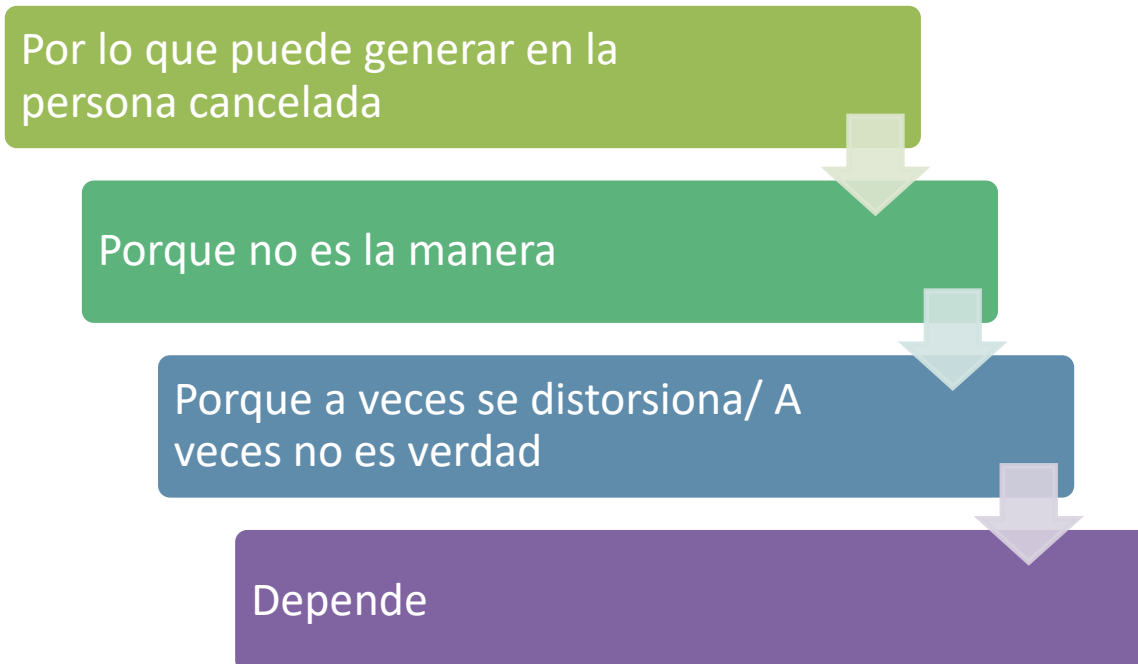 Por lo que puede generar en la
persona cancelada
Porque no es la manera
Porque a veces se distorsiona/ A
veces no es verdad
Depende